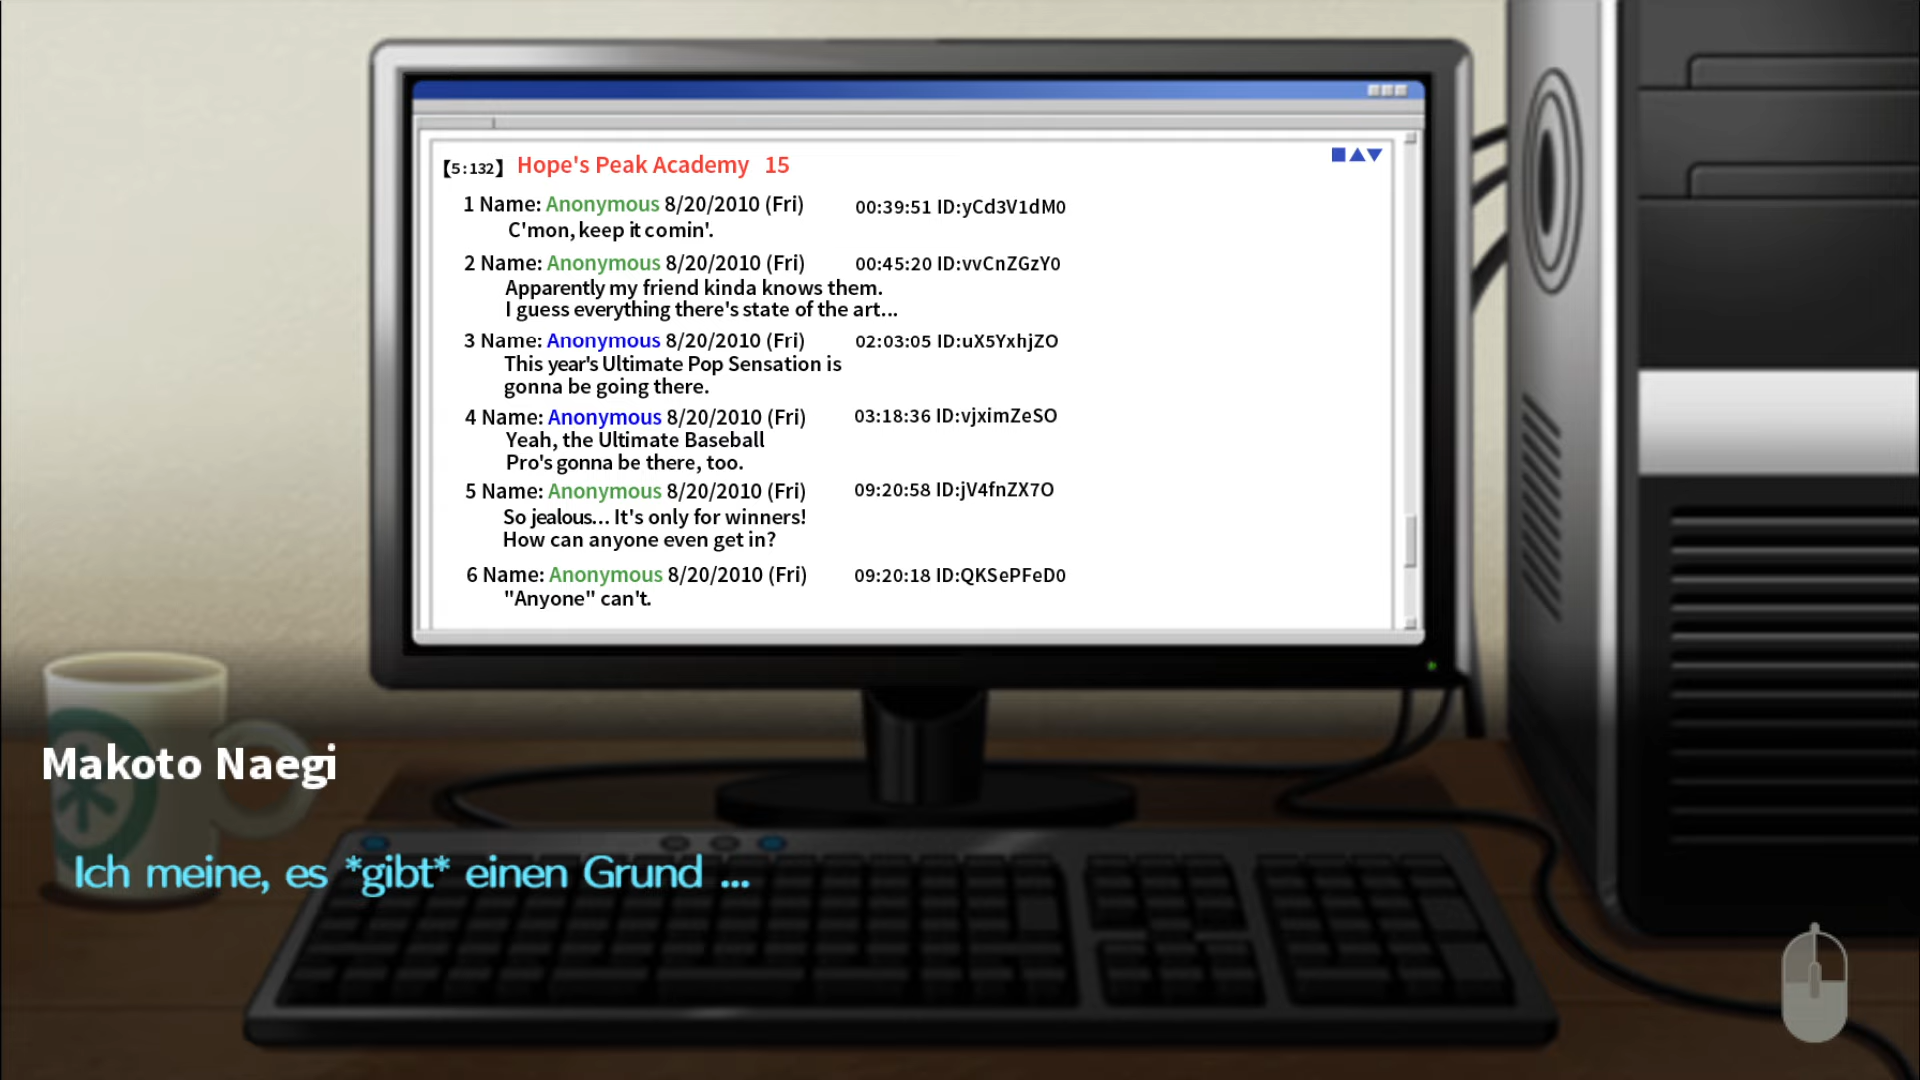 【5:132】 Hope's Peak Academy 15
1 Name: Anonymous 8/20/2010 (Fri) 00:39:51 ID:yCd3V1dM0
C'mon, keep it comin'.
2 Name: Anonymous 8/20/2010 (Fri) 00:45:20 ID:vvCnZGzY0
Apparently my friend kinda knows them.
I guess everything there's state of the art...
3 Name: Anonymous 8/20/2010 (Fri) 02:03:05 ID:uX5YxhjZO
This year's Ultimate Pop Sensation is
gonna be going there.
4 Name: Anonymous 8/20/2010 (Fri) 03:18:36 ID:vjximZeSO
Yeah, the Ultimate Baseball
Pro's gonna be there, too.
5 Name: Anonymous 8/20/2010 (Fri) 09:20:58 ID:jV4fnZX7O
So jealous... It's only for winners!
How can anyone even get in?
6 Name: Anonymous 8/20/2010 (Fri) 09:20:18 ID:QKSePFeD0
"Anyone" can't.
Makoto Naegi
Ich meine, es *gibt* einen Grund ...